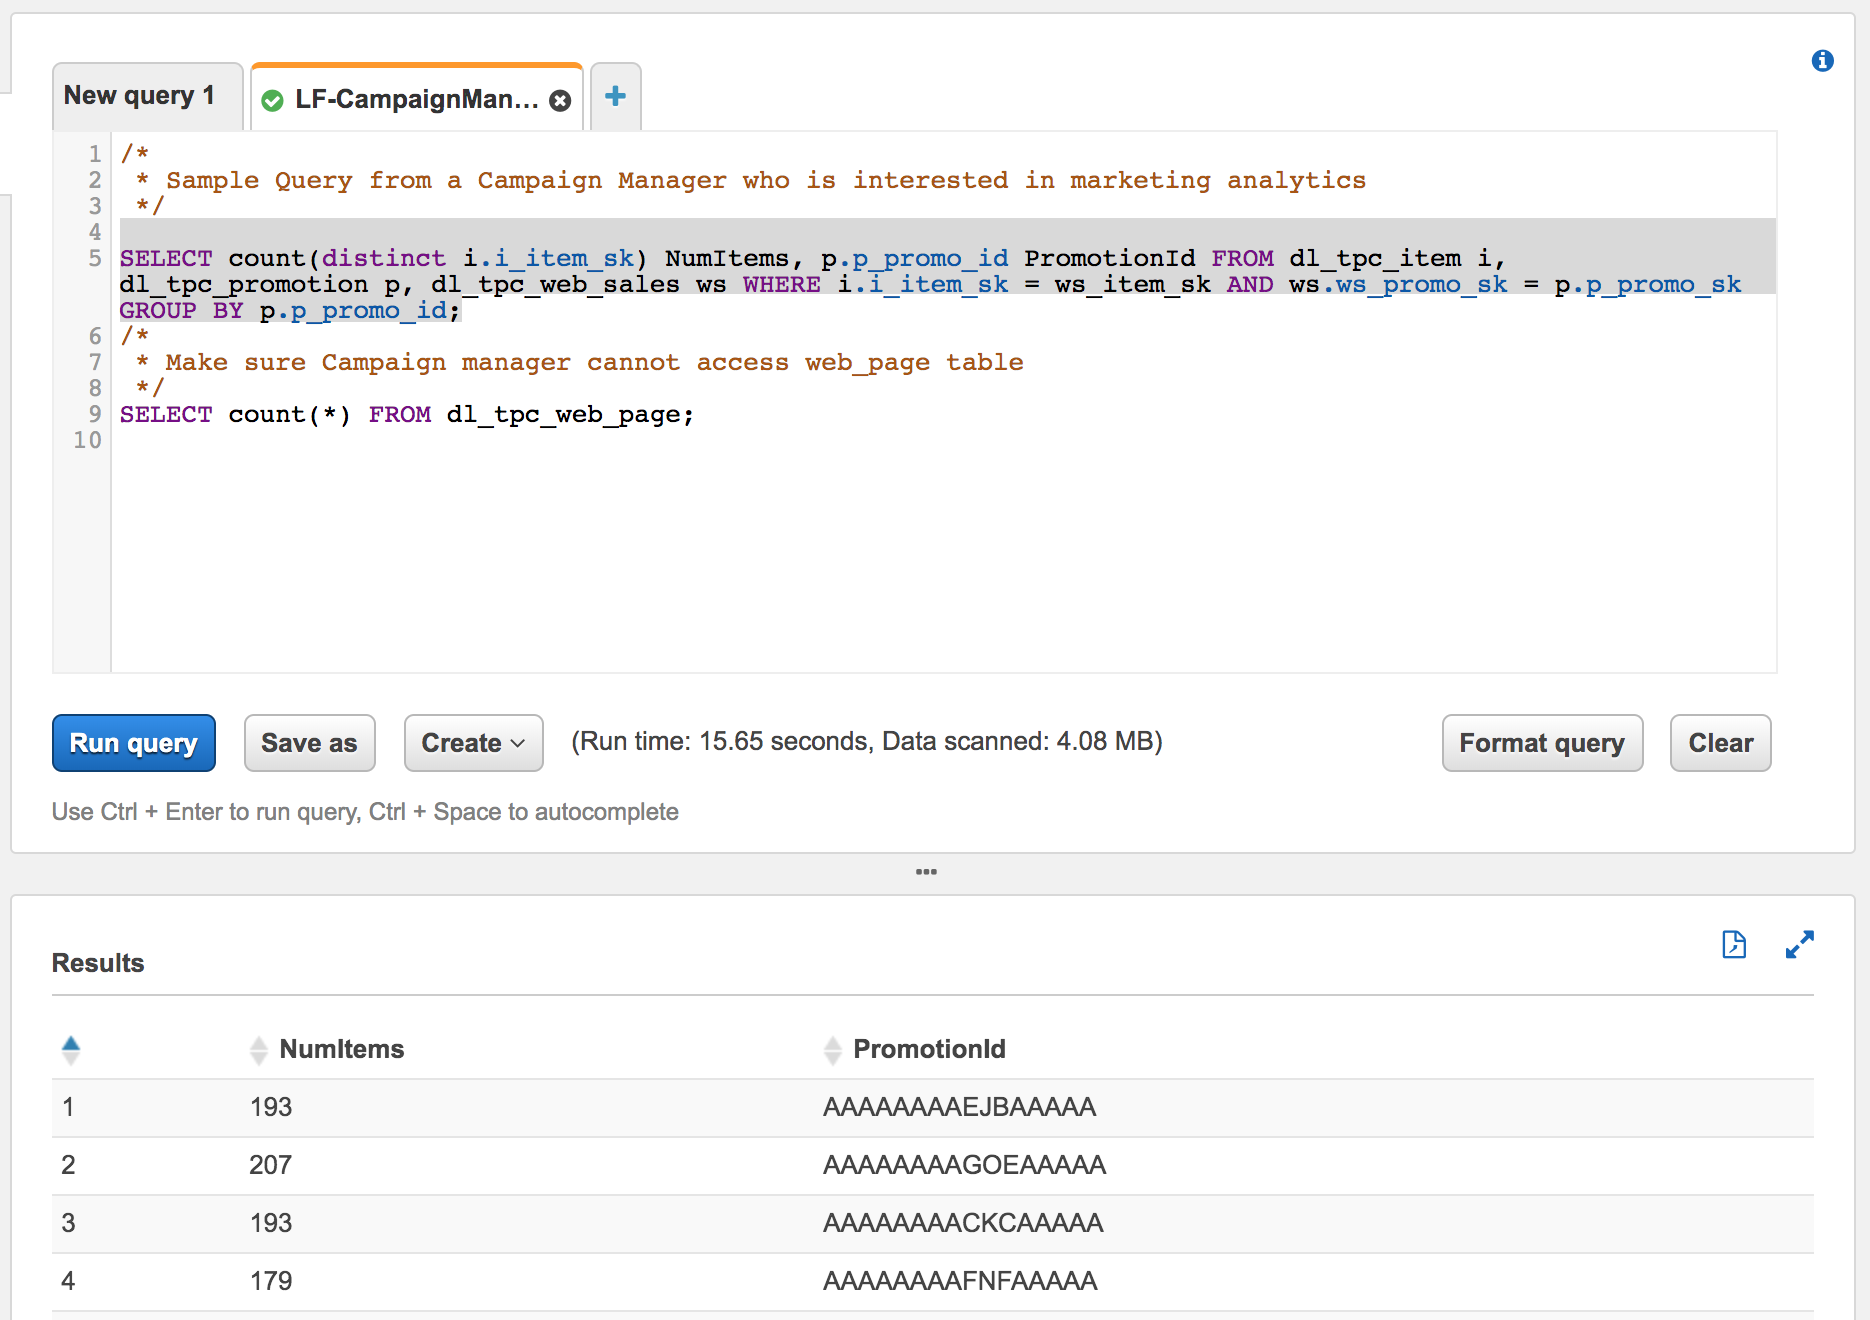 New query 1
LF-CampaignMan...
+
1 /*
2  * Sample Query from a Campaign Manager who is interested in marketing analytics
3  */
4
5 SELECT count(distinct i.i_item_sk) NumItems, p.p_promo_id PromotionId FROM dl_tpc_item i,
dl_tpc_promotion p, dl_tpc_web_sales ws WHERE i.i_item_sk = ws_item_sk AND ws.ws_promo_sk = p.p_promo_sk
GROUP BY p.p_promo_id;
6 /*
7  * Make sure Campaign manager cannot access web_page table
8  */
9 SELECT count(*) FROM dl_tpc_web_page;
10
Run query Save as Create (Run time: 15.65 seconds, Data scanned: 4.08 MB) Format query Clear
Use Ctrl + Enter to run query, Ctrl + Space to autocomplete
Results
NumItems PromotionId
1 193 AAAAAAAAEJBAAAAA
2 207 AAAAAAAAGOEAAAAA
3 193 AAAAAAAACKCAAAAA
4 179 AAAAAAAAFNFAAAAA